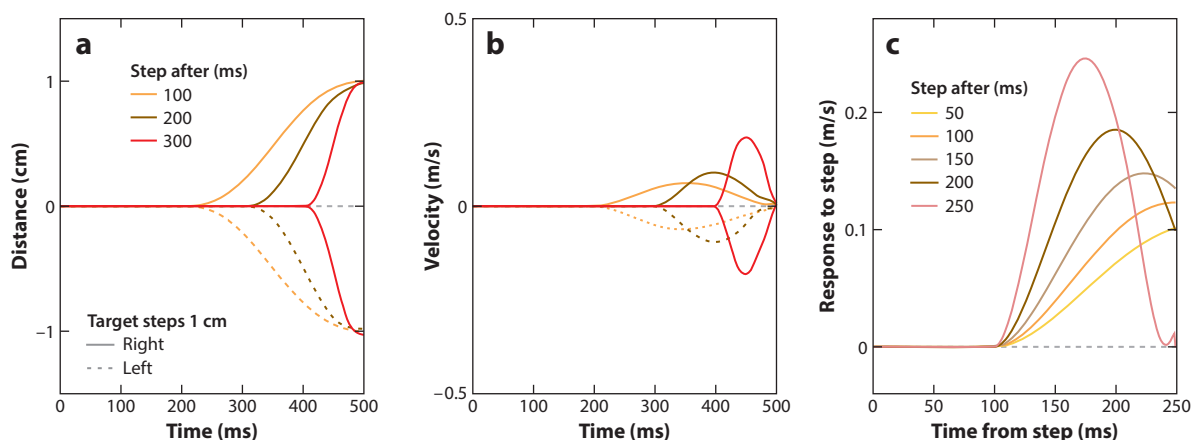 a
Distance (cm)
1
0
−1
Step after (ms)
100
200
300
Target steps 1 cm
Right
Left
0 100 200 300 400 500
Time (ms)
b
Velocity (m/s)
0.5
0
−0.5
0 100 200 300 400 500
Time (ms)
c
Response to step (m/s)
0.2
0.1
0
Step after (ms)
50
100
150
200
250
0 50 100 150 200 250
Time from step (ms)